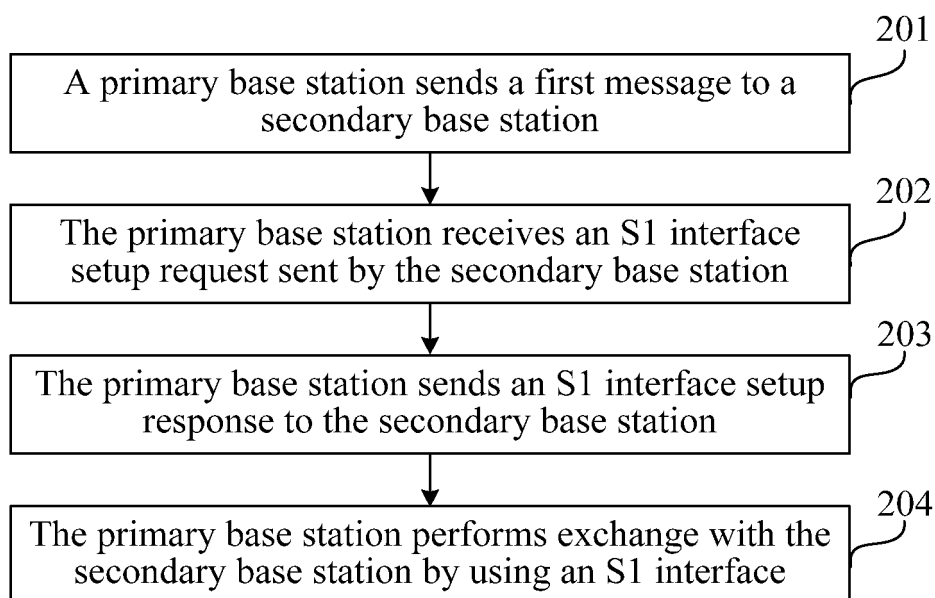 201
A primary base station sends a first message to a
secondary base station
202
The primary base station receives an S1 interface
setup request sent by the secondary base station
203
The primary base station sends an S1 interface setup
response to the secondary base station
204
The primary base station performs exchange with the
secondary base station by using an S1 interface